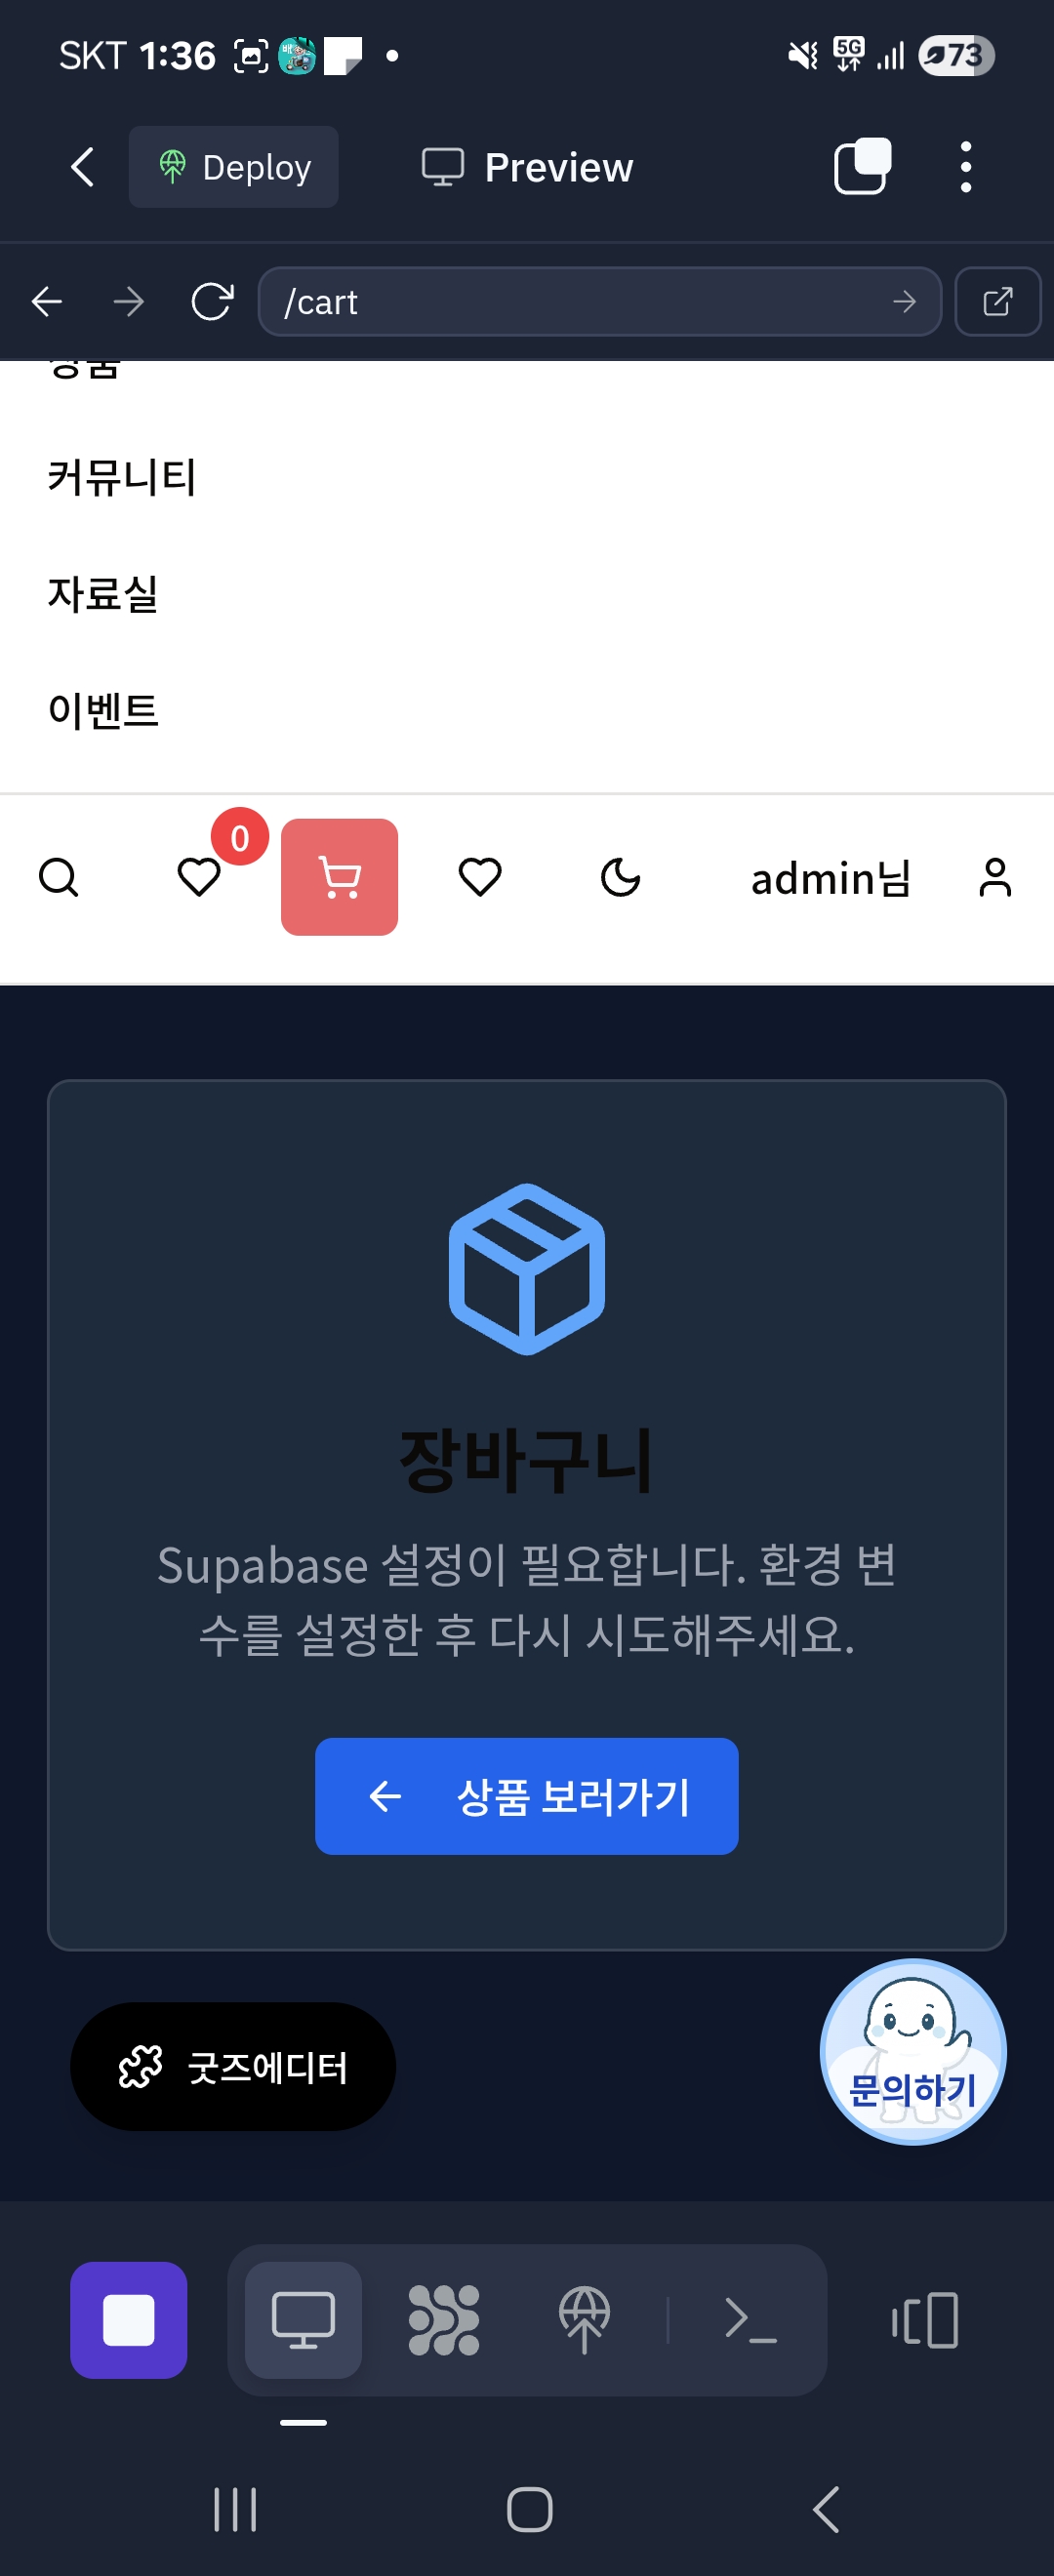 SKT 1:36
5G
73
Deploy
Preview
/cart
상품
커뮤니티
자료실
이벤트
0
admin님
장바구니
Supabase 설정이 필요합니다. 환경 변
수를 설정한 후 다시 시도해주세요.
상품 보러가기
굿즈에디터
문의하기